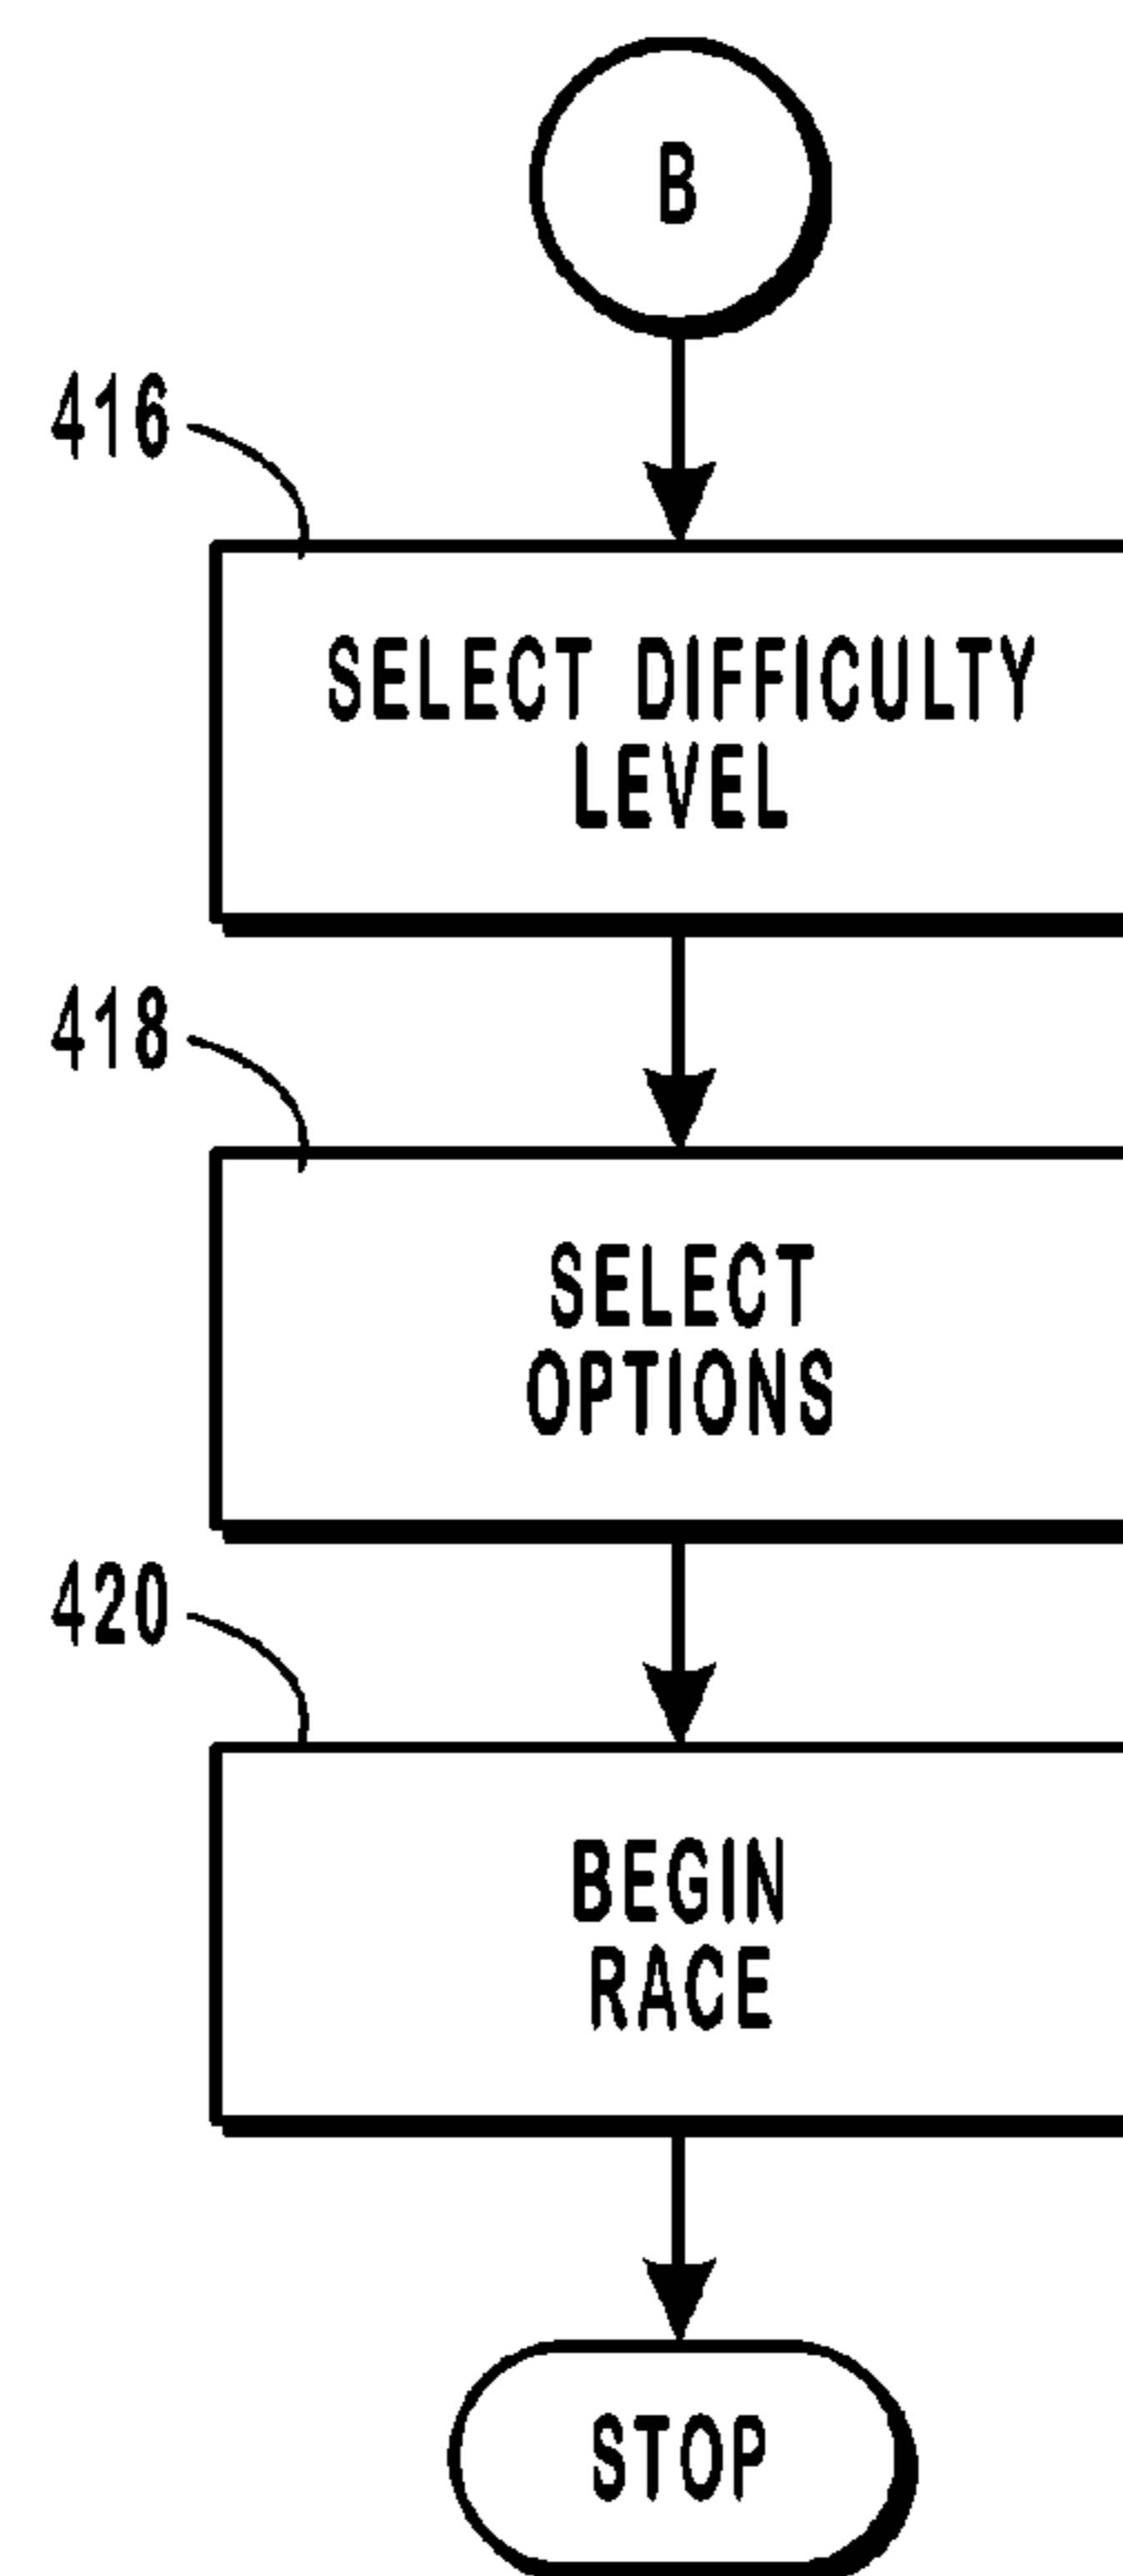 B
416
SELECT DIFFICULTY
LEVEL
418
SELECT
OPTIONS
420
BEGIN
RACE
STOP